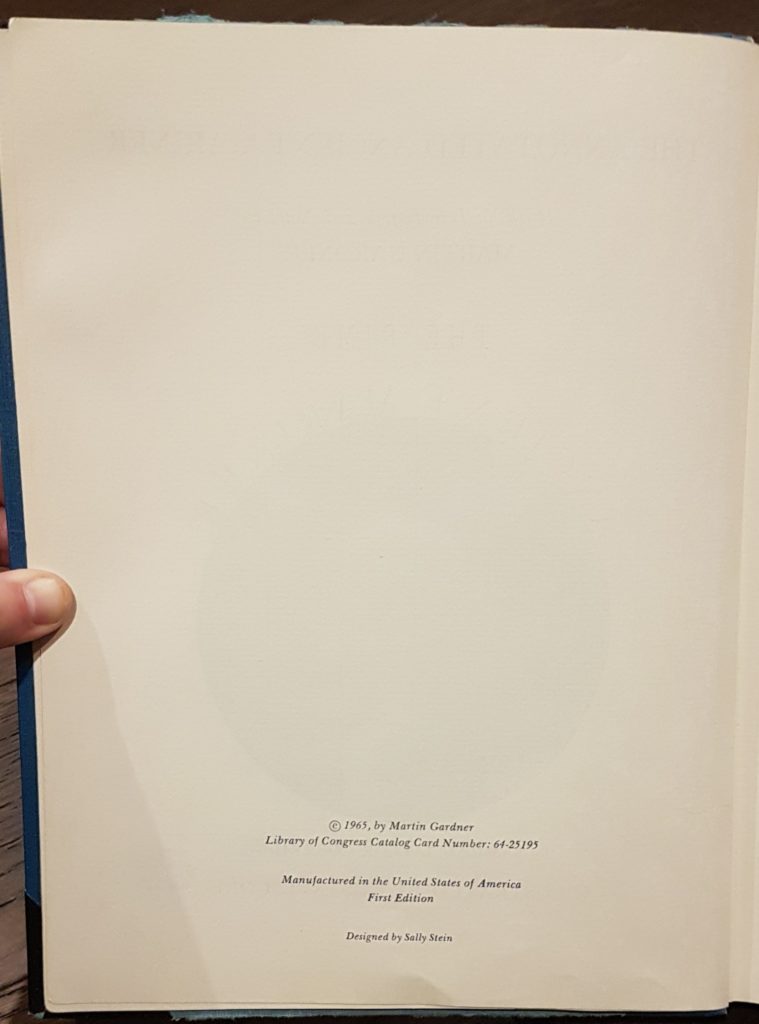 © 1965, by Martin Gardner
Library of Congress Catalog Card Number: 64-25195
Manufactured in the United States of America
First Edition
Designed by Sally Stein